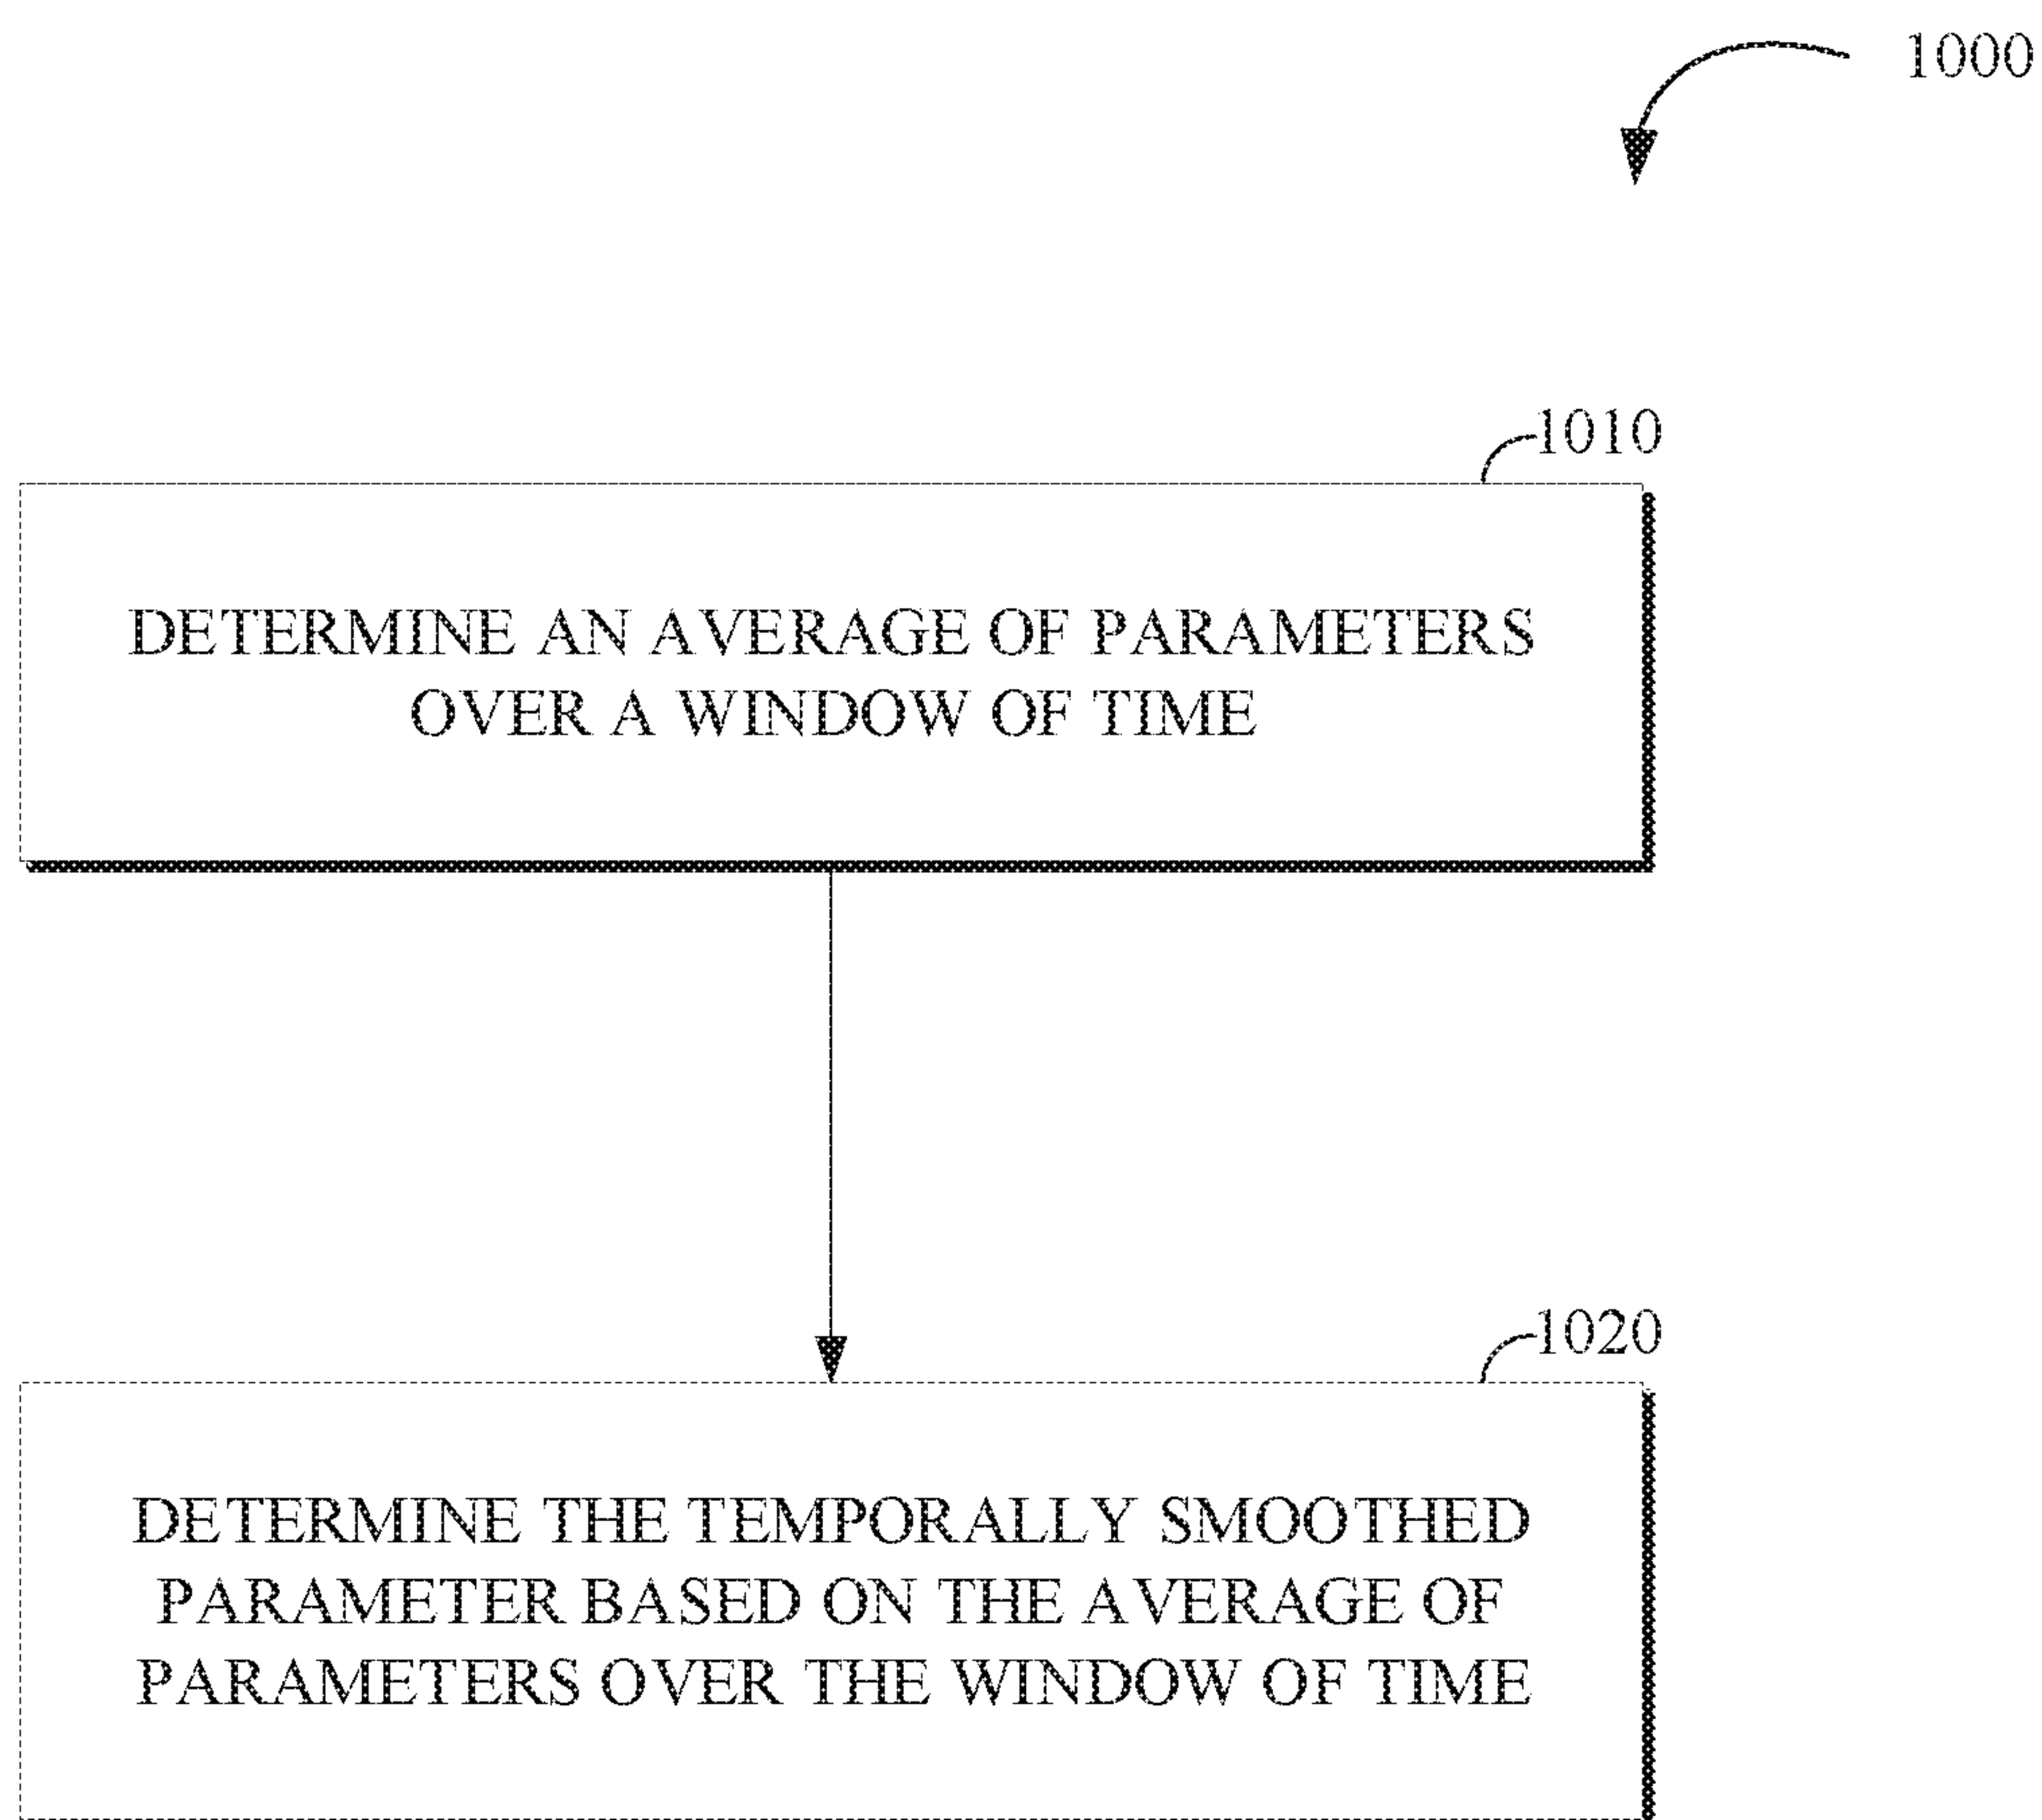 1000
1010
DETERMINE AN AVERAGE OF PARAMETERS
OVER A WINDOW OF TIME
1020
DETERMINE THE TEMPORALLY SMOOTHED
PARAMETER BASED ON THE AVERAGE OF
PARAMETERS OVER THE WINDOW OF TIME